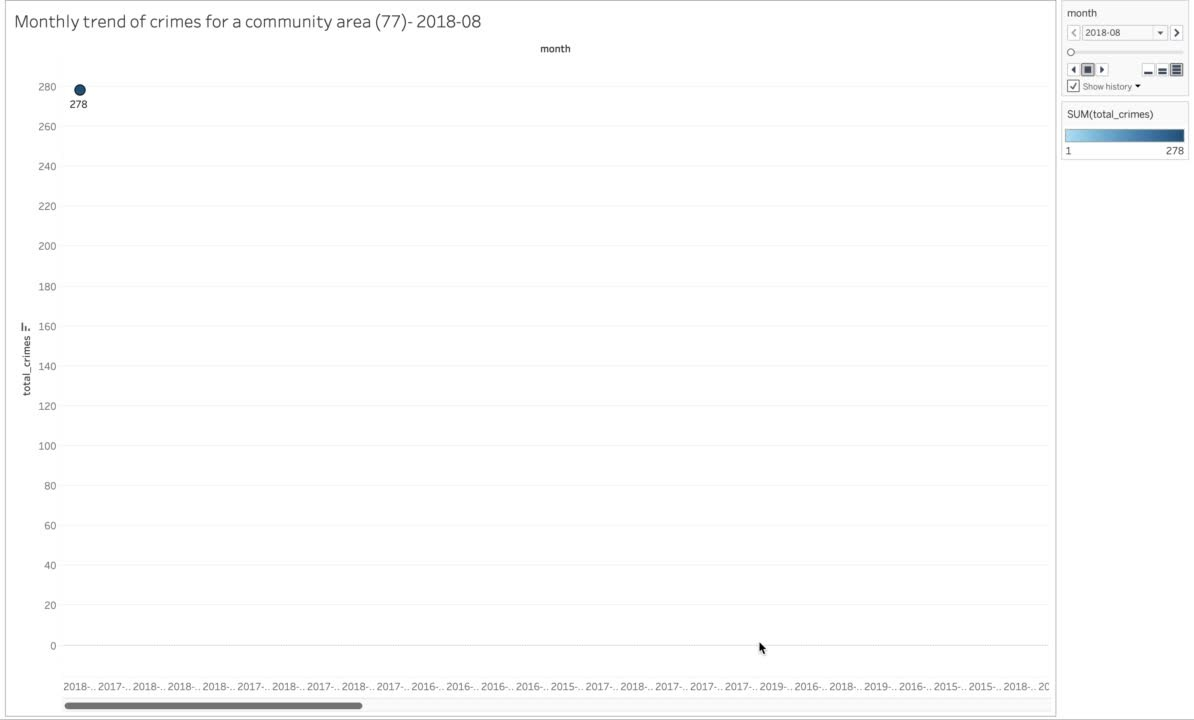 Monthly trend of crimes for a community area (77)- 2018-08
month
280
278
260
240
220
200
180
160
140
120
100
80
60
40
20
0
total_crimes
2018-.. 2017-.. 2018-.. 2018-.. 2018-.. 2017-.. 2018-.. 2017-.. 2018-.. 2017-.. 2016-.. 2016-.. 2016-.. 2016-.. 2015-.. 2017-.. 2018-.. 2017-.. 2017-.. 2017-.. 2019-.. 2016-.. 2018-.. 2019-.. 2016-.. 2015-.. 2015-.. 2018-.. 20
month
2018-08
Show history
SUM(total_crimes)
1 278